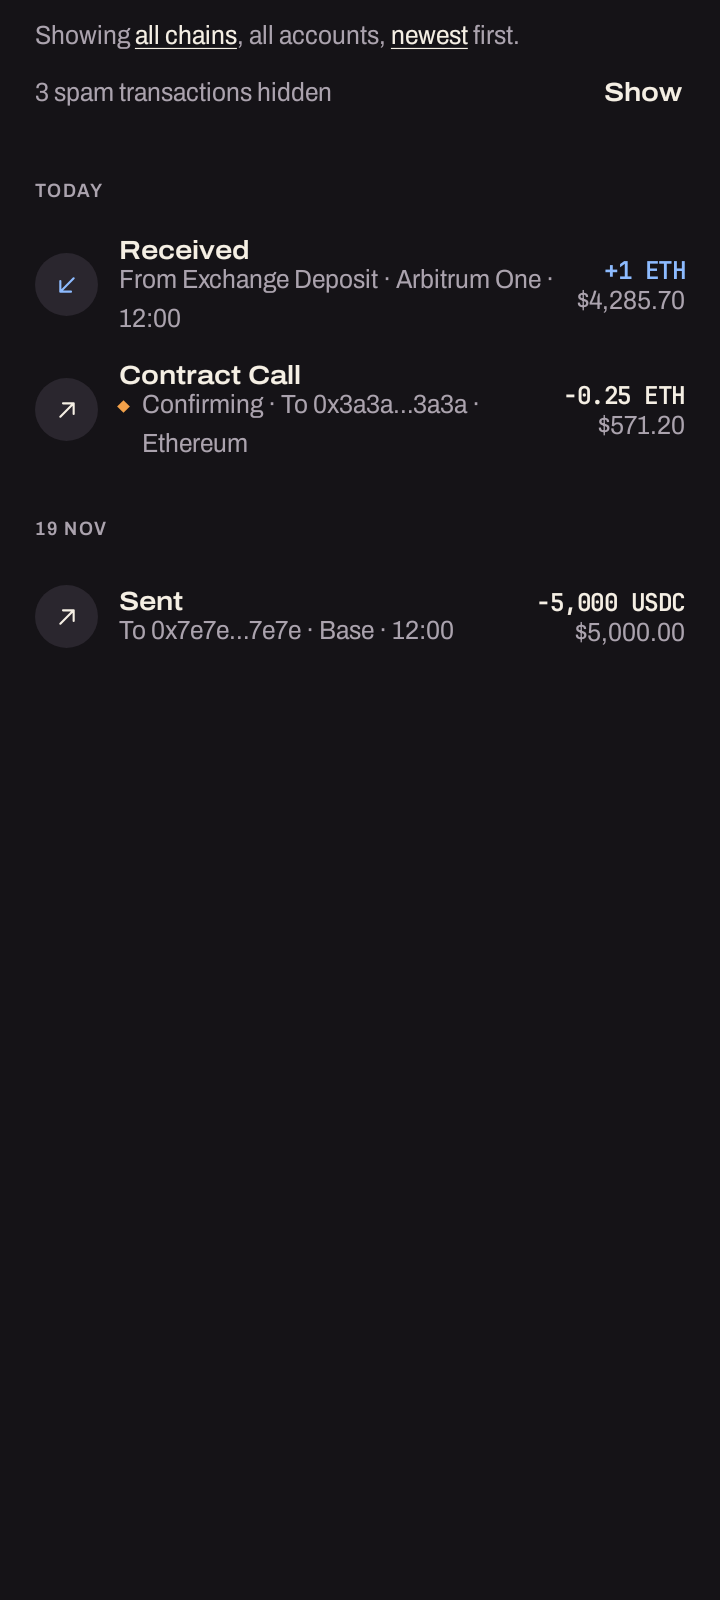 Showing all chains, all accounts, newest first.
3 spam transactions hidden
Show
TODAY
Received
From Exchange Deposit · Arbitrum One ·
12:00
+1 ETH
$4,285.70
Contract Call
Confirming · To 0x3a3a...3a3a ·
Ethereum
-0.25 ETH
$571.20
19 NOV
Sent
To 0x7e7e...7e7e · Base · 12:00
-5,000 USDC
$5,000.00